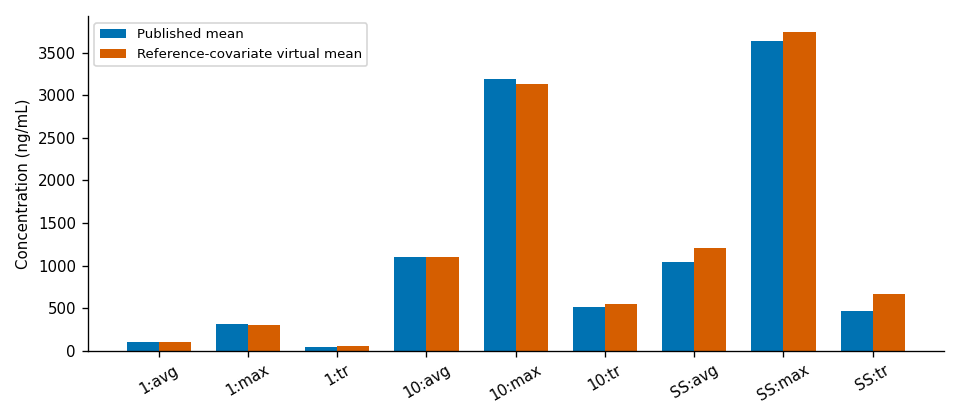 Published mean
Reference-covariate virtual mean
Concentration (ng/mL)
3500
3000
2500
2000
1500
1000
500
0
1:avg 1:max 1:tr 10:avg 10:max 10:tr SS:avg SS:max SS:tr